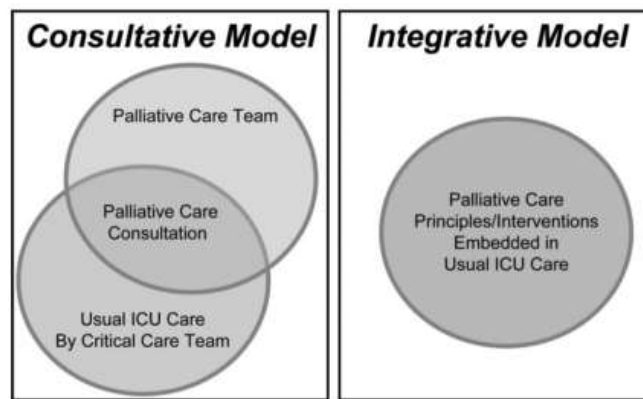 Consultative Model
Palliative Care Team
Palliative Care
Consultation
Usual ICU Care
By Critical Care Team
Integrative Model
Palliative Care
Principles/Interventions
Embedded in
Usual ICU Care